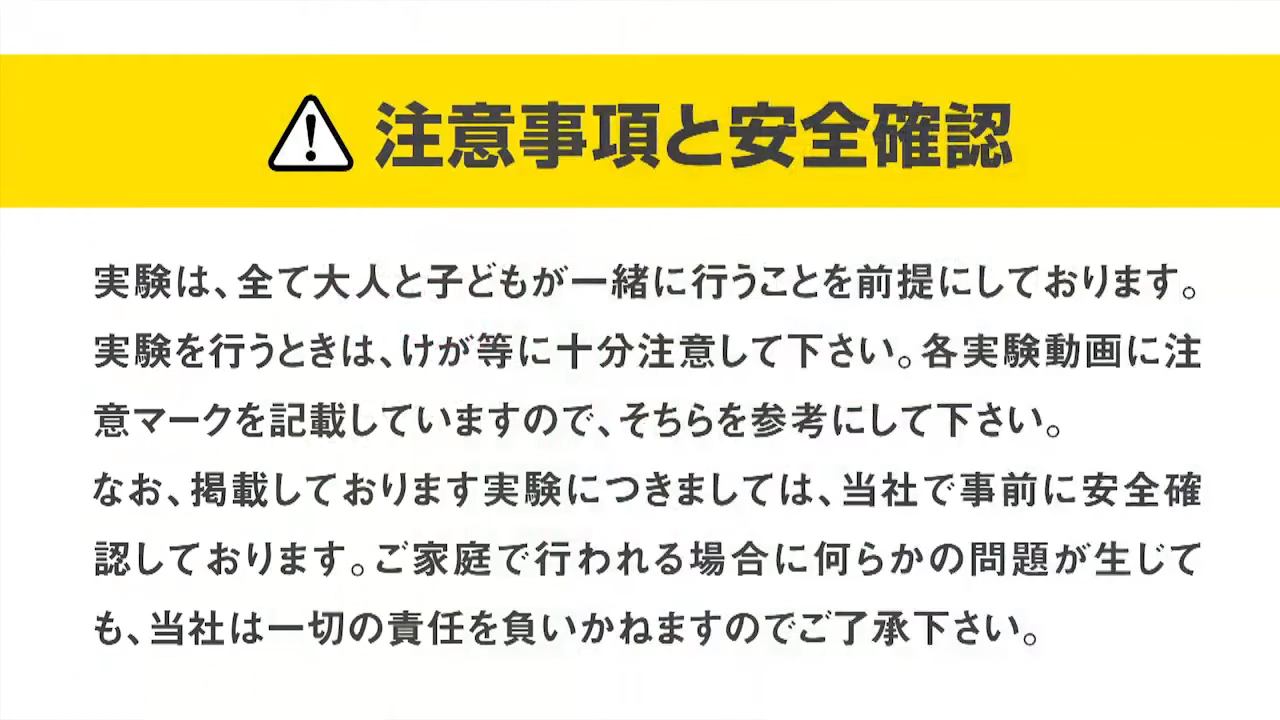 注意事項と安全確認
実験は、全て大人と子どもが一緒に行うことを前提にしております。
実験を行うときは、けが等に十分注意して下さい。各実験動画に注
意マークを記載していますので、そちらを参考にして下さい。
なお、掲載しております実験につきましては、当社で事前に安全確
認しております。ご家庭で行われる場合に何らかの問題が生じて
も、当社は一切の責任を負いかねますのでご了承下さい。